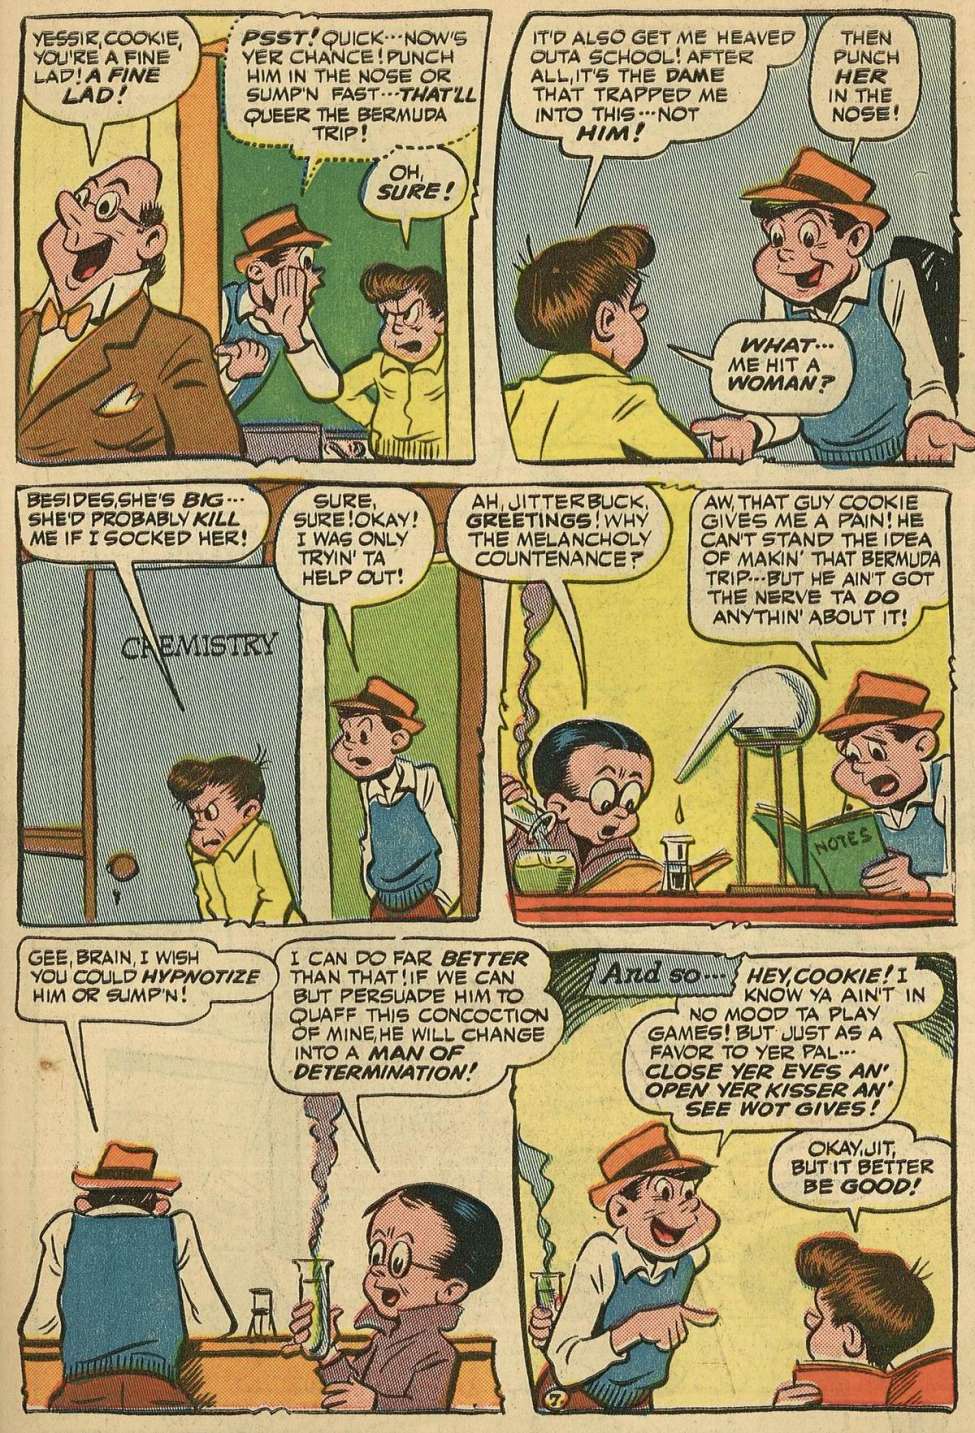 YESSIR, COOKIE,
YOU'RE A FINE
LAD! A FINE
LAD!
PSST! QUICK---NOW'S
YER CHANCE! PUNCH
HIM IN THE NOSE OR
SUMP'N FAST---THAT'LL
QUEER THE BERMUDA
TRIP!
OH,
SURE!
IT'D ALSO GET ME HEAVED
OUTA SCHOOL! AFTER
ALL, IT'S THE DAME
THAT TRAPPED ME
INTO THIS---NOT
HIM!
THEN
PUNCH
HER
IN THE
NOSE!
WHAT---
ME HIT A
WOMAN?
BESIDES, SHE'S BIG---
SHE'D PROBABLY KILL
ME IF I SOCKED HER!
SURE,
SURE! OKAY!
I WAS ONLY
TRYIN' TA
HELP OUT!
CHEMISTRY
AH, JITTERBUCK,
GREETINGS! WHY
THE MELANCHOLY
COUNTENANCE?
AW, THAT GUY COOKIE
GIVES ME A PAIN! HE
CAN'T STAND THE IDEA
OF MAKIN' THAT BERMUDA
TRIP---BUT HE AIN'T GOT
THE NERVE TA DO
ANYTHIN' ABOUT IT!
NOTES
GEE, BRAIN, I WISH
YOU COULD HYPNOTIZE
HIM OR SUMP'N!
I CAN DO FAR BETTER
THAN THAT! IF WE CAN
BUT PERSUADE HIM TO
QUAFF THIS CONCOCTION
OF MINE, HE WILL CHANGE
INTO A MAN OF
DETERMINATION!
And so---
HEY, COOKIE! I
KNOW YA AIN'T IN
NO MOOD TA PLAY
GAMES! BUT JUST AS A
FAVOR TO YER PAL---
CLOSE YER EYES AN'
OPEN YER KISSER AN'
SEE WOT GIVES!
OKAY, JIT,
BUT IT BETTER
BE GOOD!
7